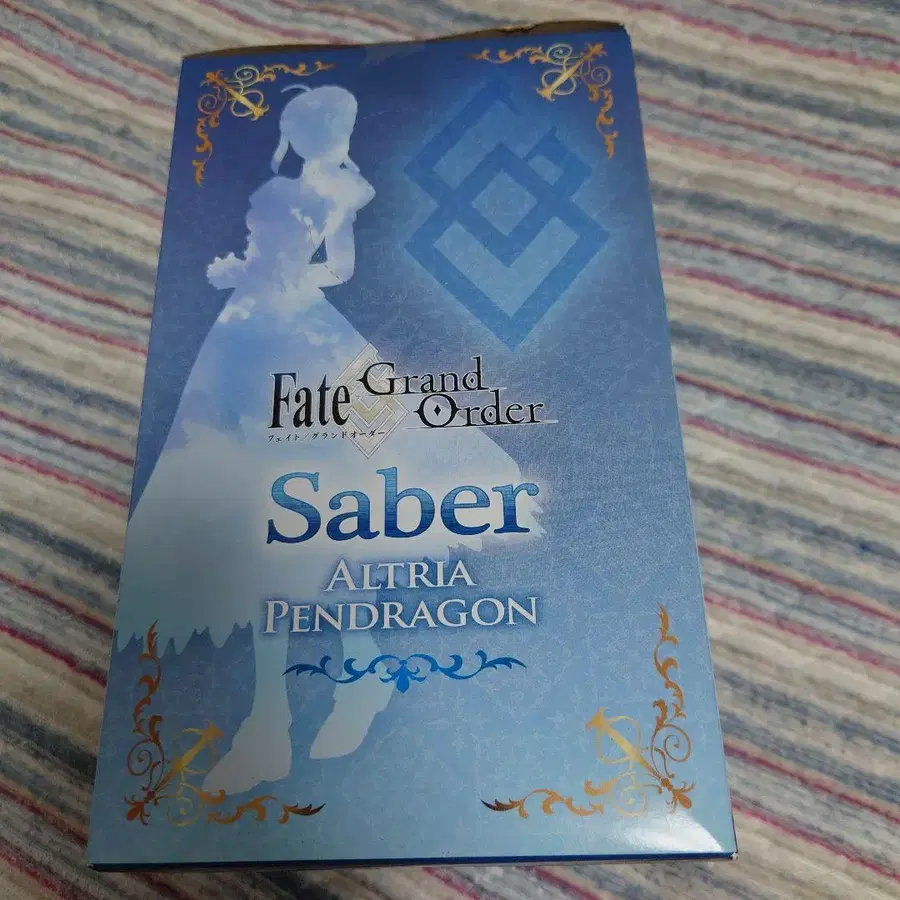 Fate Grand
Order
フェイト/グランドオーダー
Saber
ALTRIA
PENDRAGON